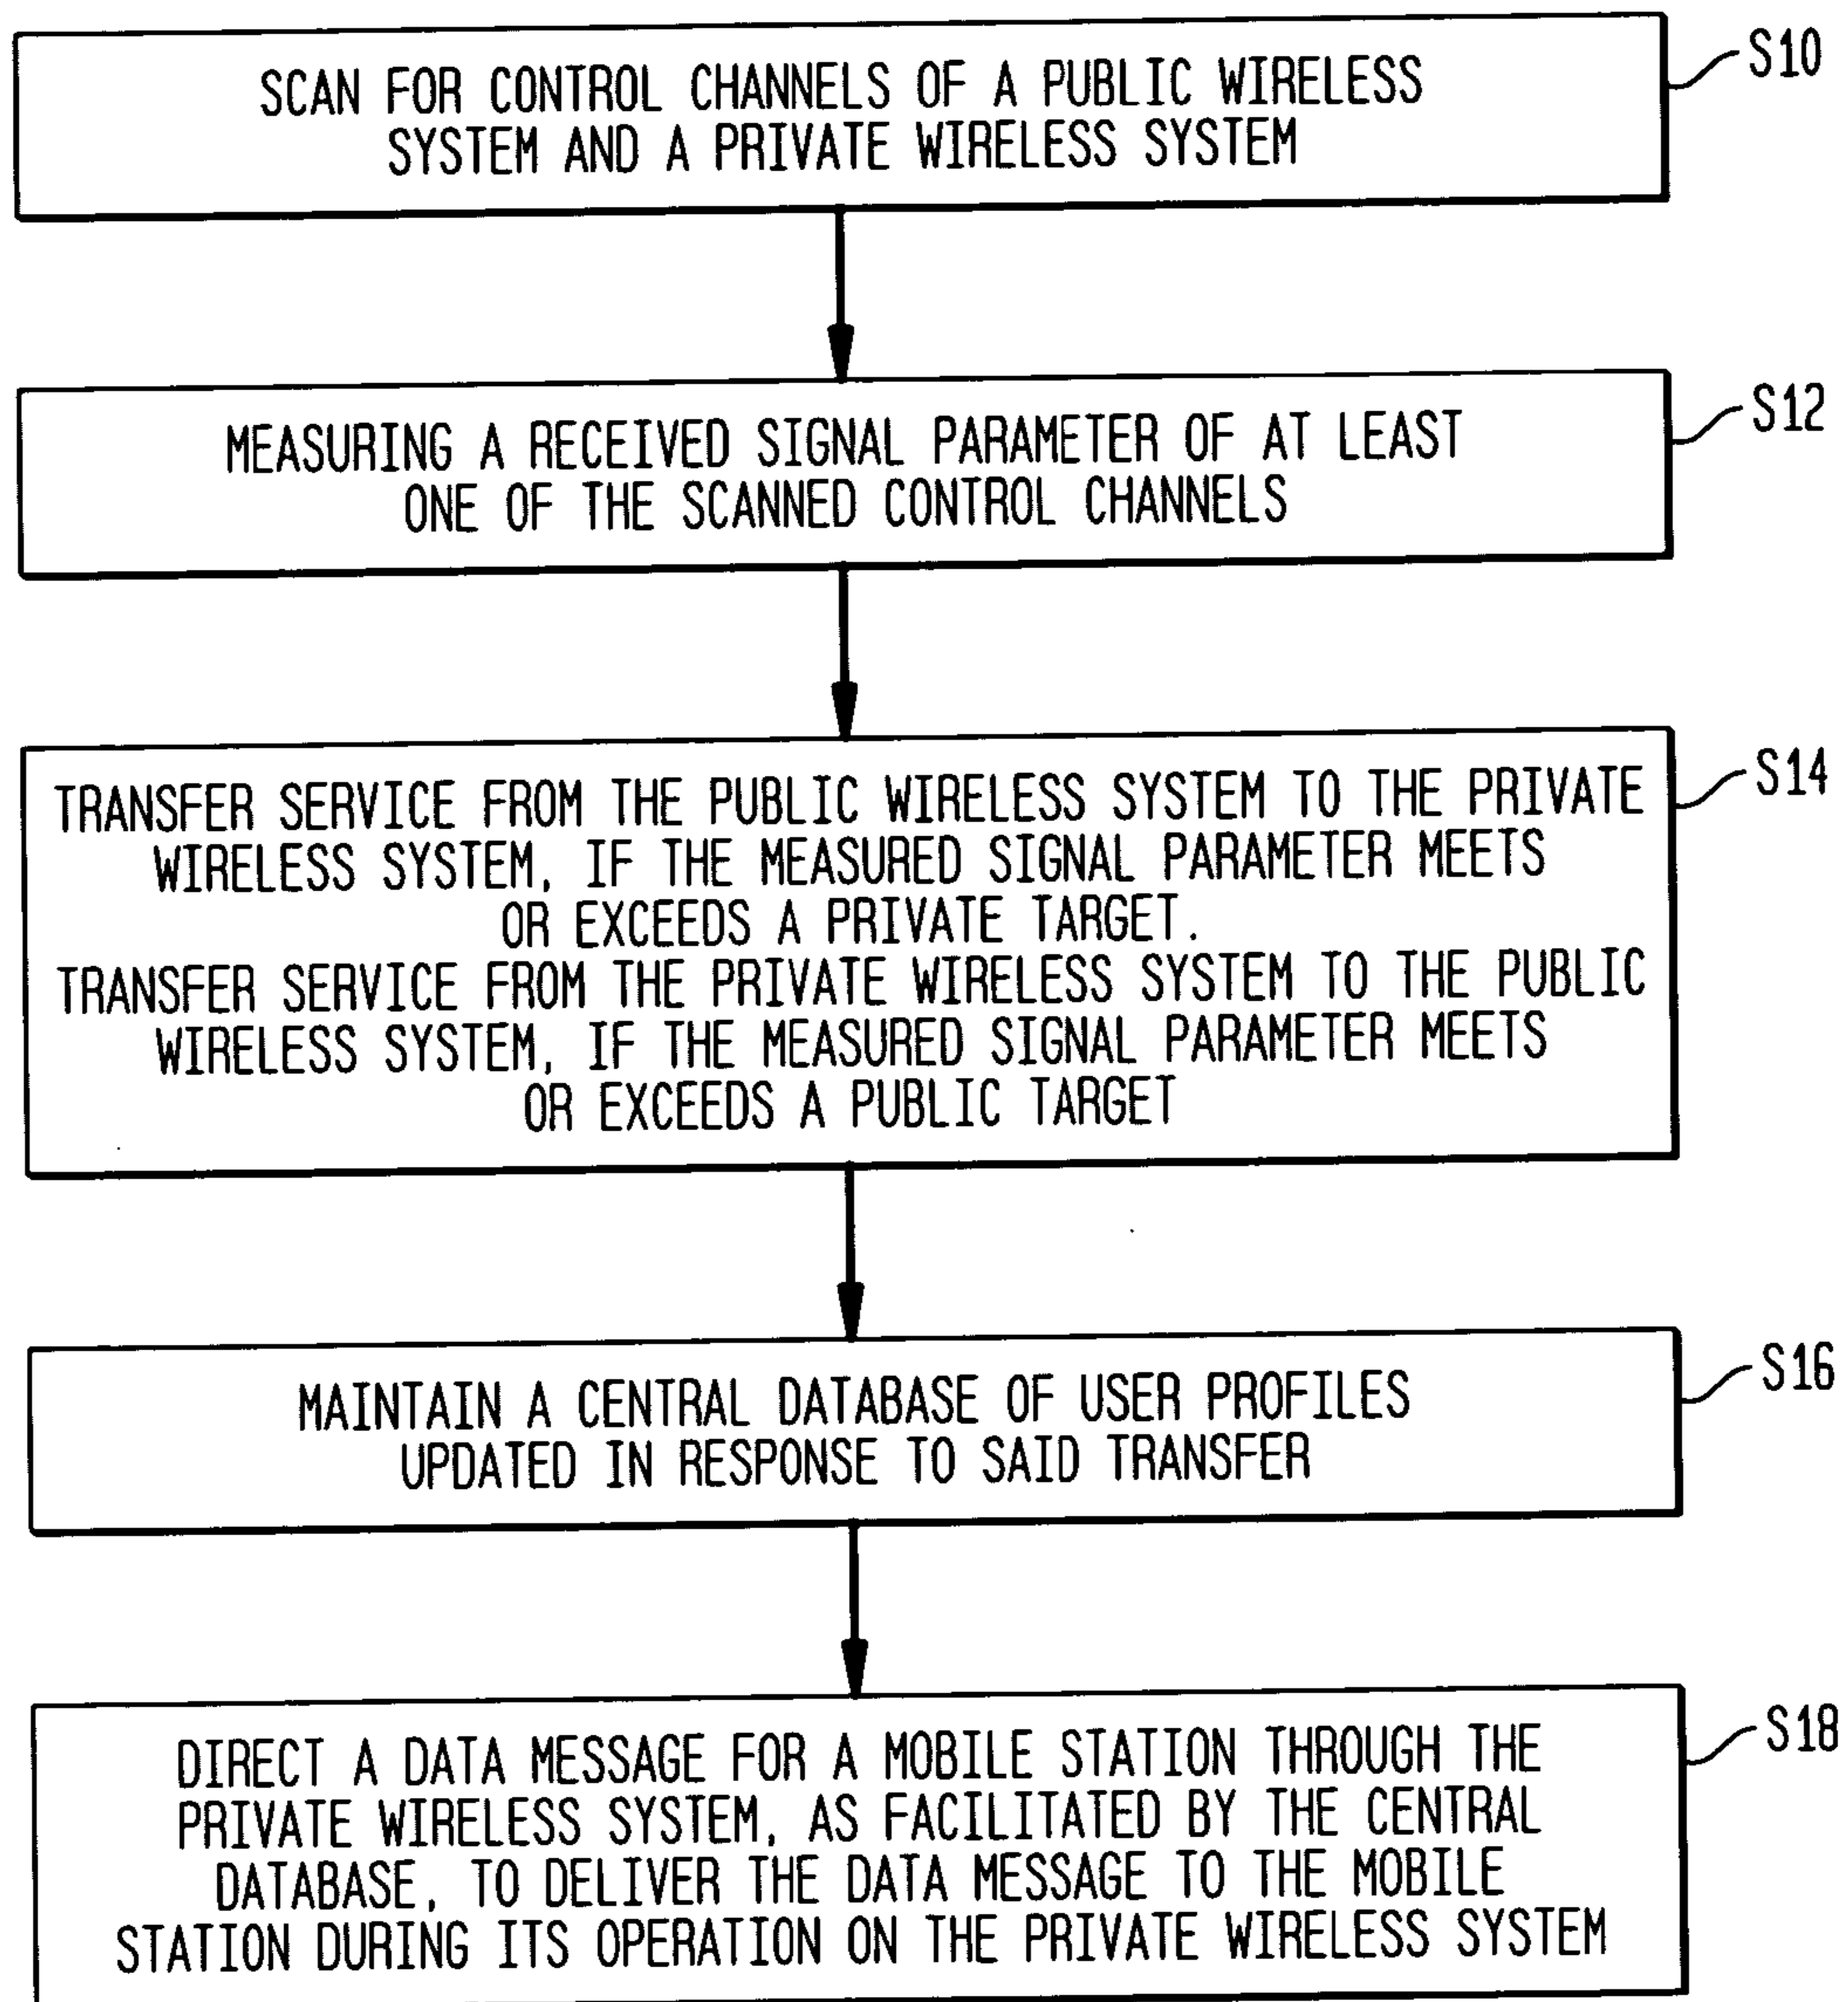 SCAN FOR CONTROL CHANNELS OF A PUBLIC WIRELESS
SYSTEM AND A PRIVATE WIRELESS SYSTEM
S10
MEASURING A RECEIVED SIGNAL PARAMETER OF AT LEAST
ONE OF THE SCANNED CONTROL CHANNELS
S12
TRANSFER SERVICE FROM THE PUBLIC WIRELESS SYSTEM TO THE PRIVATE
WIRELESS SYSTEM, IF THE MEASURED SIGNAL PARAMETER MEETS
OR EXCEEDS A PRIVATE TARGET.
TRANSFER SERVICE FROM THE PRIVATE WIRELESS SYSTEM TO THE PUBLIC
WIRELESS SYSTEM, IF THE MEASURED SIGNAL PARAMETER MEETS
OR EXCEEDS A PUBLIC TARGET
S14
MAINTAIN A CENTRAL DATABASE OF USER PROFILES
UPDATED IN RESPONSE TO SAID TRANSFER
S16
DIRECT A DATA MESSAGE FOR A MOBILE STATION THROUGH THE
PRIVATE WIRELESS SYSTEM, AS FACILITATED BY THE CENTRAL
DATABASE, TO DELIVER THE DATA MESSAGE TO THE MOBILE
STATION DURING ITS OPERATION ON THE PRIVATE WIRELESS SYSTEM
S18